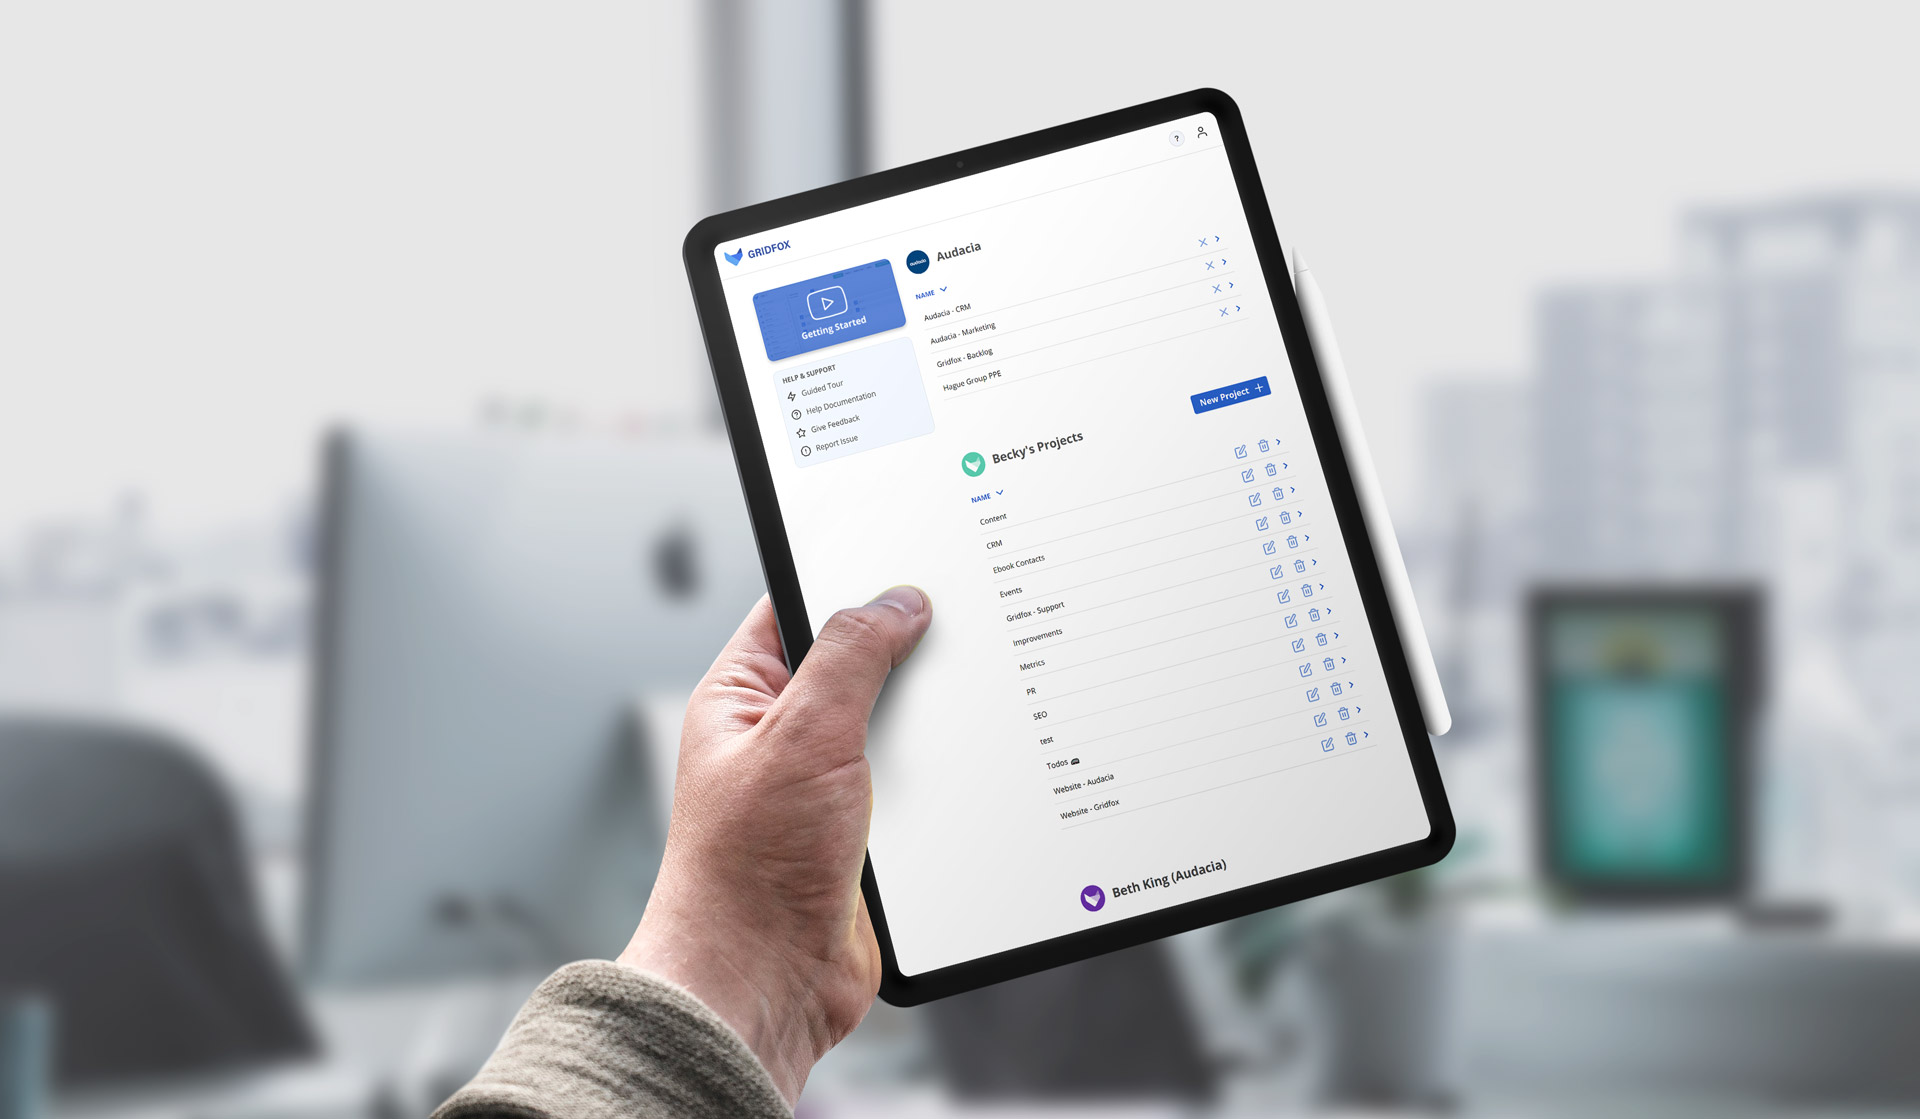 ?
GRIDFOX
Getting Started
HELP & SUPPORT
Guided Tour
Help Documentation
Give Feedback
Report Issue
audacia
Audacia
NAME
Audacia - CRM
Audacia - Marketing
Gridfox - Backlog
Hague Group PPE
New Project +
Becky's Projects
NAME
Content
CRM
Ebook Contacts
Events
Gridfox - Support
Improvements
Metrics
PR
SEO
test
Todos
Website - Audacia
Website - Gridfox
Beth King (Audacia)